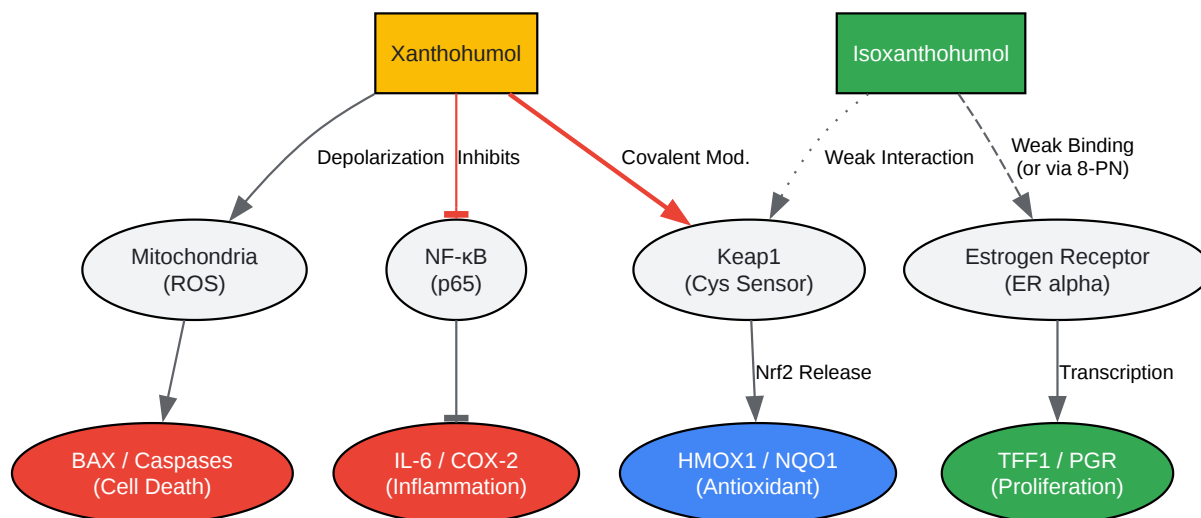 Xanthohumol
Isoxanthohumol
Depolarization
Inhibits
Covalent Mod.
Weak Interaction
Weak Binding
(or via 8-PN)
Mitochondria
(ROS)
NF-κB
(p65)
Keap1
(Cys Sensor)
Estrogen Receptor
(ER alpha)
Nrf2 Release
Transcription
BAX / Caspases
(Cell Death)
IL-6 / COX-2
(Inflammation)
HMOX1 / NQO1
(Antioxidant)
TFF1 / PGR
(Proliferation)